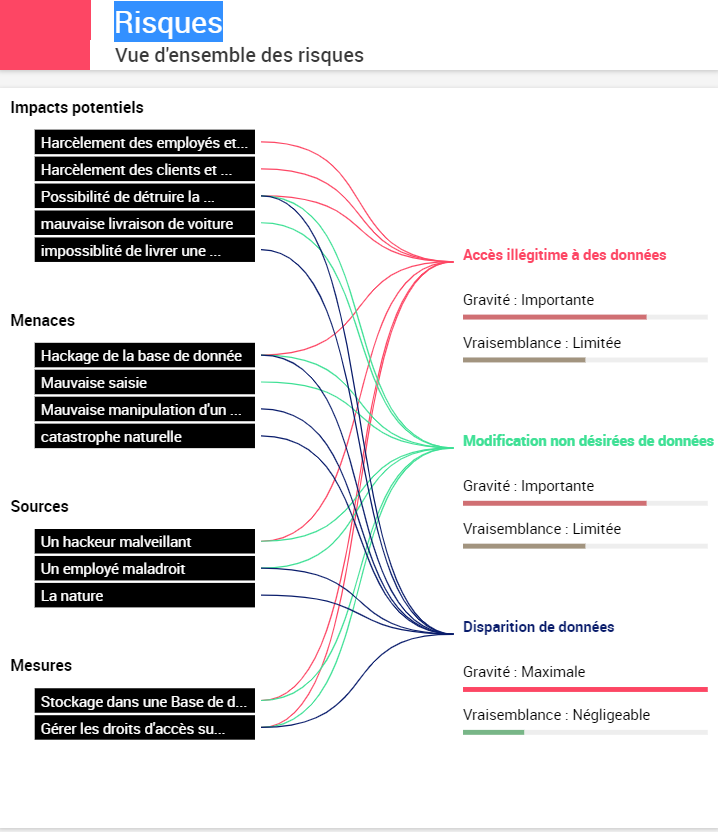 Risques
Vue d'ensemble des risques
Impacts potentiels
Harcèlement des employés et...
Harcèlement des clients et ...
Possibilité de détruire la ...
mauvaise livraison de voiture
impossiblité de livrer une ...
Menaces
Hackage de la base de donnée
Mauvaise saisie
Mauvaise manipulation d'un ...
catastrophe naturelle
Sources
Un hackeur malveillant
Un employé maladroit
La nature
Mesures
Stockage dans une Base de d...
Gérer les droits d'accès su...
Accès illégitime à des données
Gravité : Importante
Vraisemblance : Limitée
Modification non désirées de données
Gravité : Importante
Vraisemblance : Limitée
Disparition de données
Gravité : Maximale
Vraisemblance : Négligeable